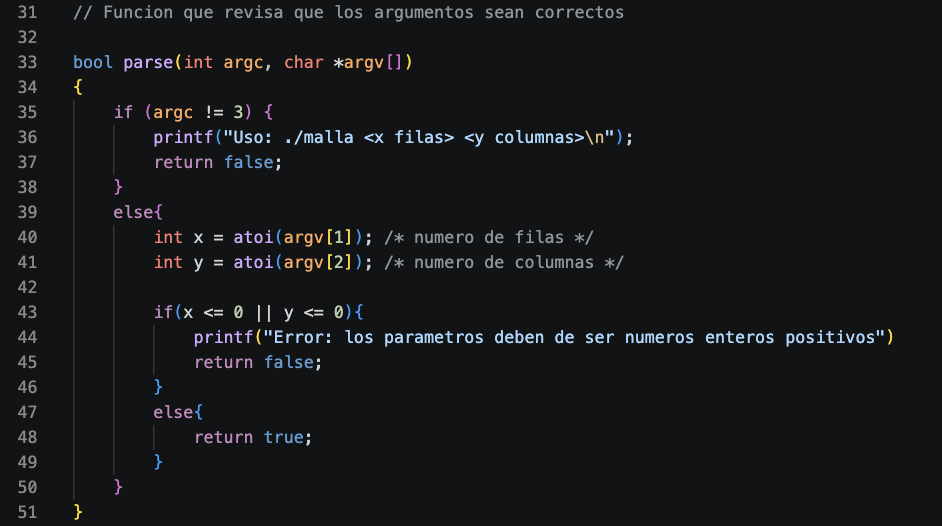 31 // Funcion que revisa que los argumentos sean correctos
32
33 bool parse(int argc, char *argv[])
34 {
35     if (argc != 3) {
36         printf("Uso: ./malla <x filas> <y columnas>\n");
37         return false;
38     }
39     else{
40         int x = atoi(argv[1]); /* numero de filas */
41         int y = atoi(argv[2]); /* numero de columnas */
42
43         if(x <= 0 || y <= 0){
44             printf("Error: los parametros deben de ser numeros enteros positivos")
45             return false;
46         }
47         else{
48             return true;
49         }
50     }
51 }